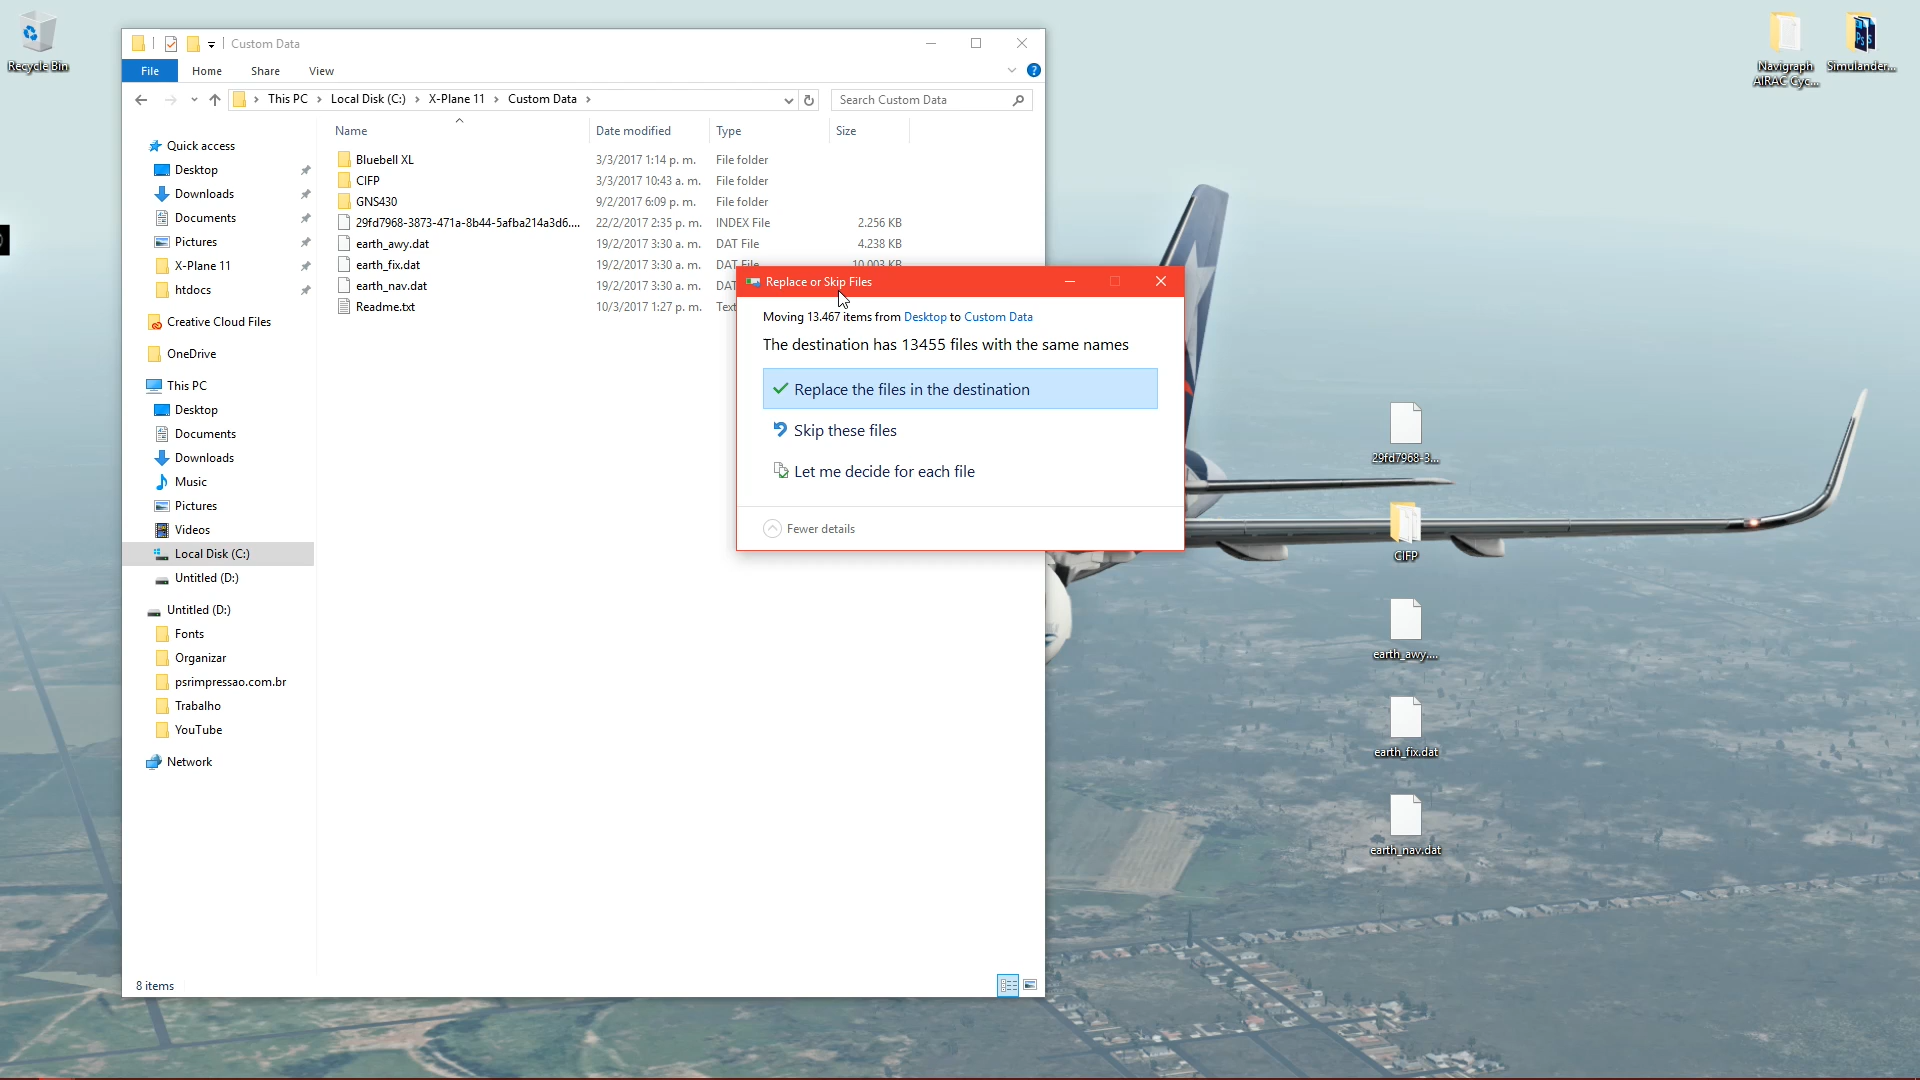 Recycle Bin
Custom Data
File Home Share View
This PC Local Disk (C:) X-Plane 11 Custom Data
Search Custom Data
Quick access
Desktop
Downloads
Documents
Pictures
X-Plane 11
htdocs
Creative Cloud Files
OneDrive
This PC
Desktop
Documents
Downloads
Music
Pictures
Videos
Local Disk (C:)
Untitled (D:)
Untitled (D:)
Fonts
Organizar
psrimpressao.com.br
Trabalho
YouTube
Network
Name Date modified Type Size
Bluebell XL 3/3/2017 1:14 p. m. File folder
CIFP 3/3/2017 10:43 a. m. File folder
GNS430 9/2/2017 6:09 p. m. File folder
29fd7968-3873-471a-8b44-5afba214a3d6.... 22/2/2017 2:35 p. m. INDEX File 2.256 KB
earth_awy.dat 19/2/2017 3:30 a. m. DAT File 4.238 KB
earth_fix.dat 19/2/2017 3:30 a. m. DAT File 10.003 KB
earth_nav.dat 19/2/2017 3:30 a. m. DAT
Readme.txt 10/3/2017 1:27 p. m. Text
8 items
Replace or Skip Files
Moving 13.467 items from Desktop to Custom Data
The destination has 13455 files with the same names
Replace the files in the destination
Skip these files
Let me decide for each file
Fewer details
Navigraph
AIRAC Cyc...
Simulander...
29fd7968-3...
CIFP
earth_awy....
earth_fix.dat
earth_nav.dat